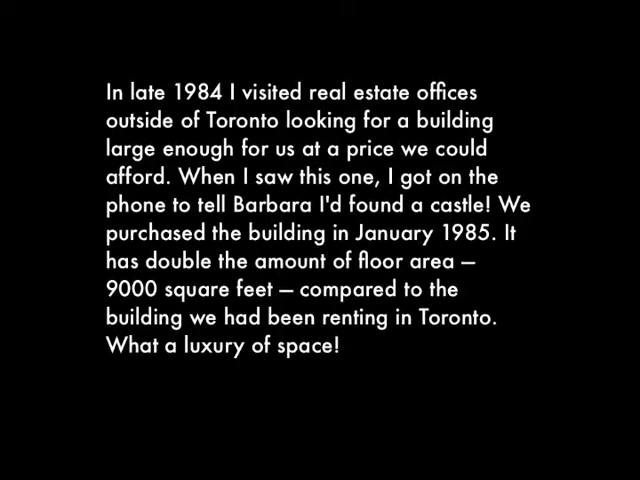 In late 1984 I visited real estate offices
outside of Toronto looking for a building
large enough for us at a price we could
afford. When I saw this one, I got on the
phone to tell Barbara I'd found a castle! We
purchased the building in January 1985. It
has double the amount of floor area —
9000 square feet — compared to the
building we had been renting in Toronto.
What a luxury of space!